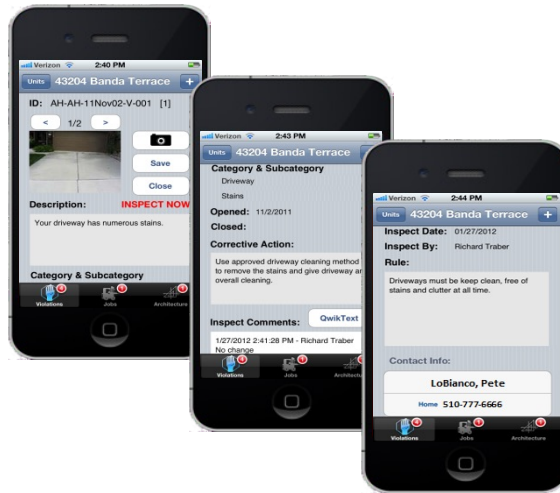 Verizon 2:40 PM
Units 43204 Banda Terrace +
ID: AH-AH-11Nov02-V-001 [1]
< 1/2 >
Save
Close
Description: INSPECT NOW
Your driveway has numerous stains.
Category & Subcategory
Violations Jobs Architecture
Verizon 2:43 PM
Units 43204 Banda Terrace
Category & Subcategory
Driveway
Stains
Opened: 11/2/2011
Closed:
Corrective Action:
Use approved driveway cleaning method
to remove the stains and give driveway an
overall cleaning.
Inspect Comments: QwikText
1/27/2012 2:41:28 PM - Richard Traber
No change
Violations Jobs Architectu
Verizon 2:44 PM
Units 43204 Banda Terrace +
Inspect Date: 01/27/2012
Inspect By: Richard Traber
Rule:
Driveways must be keep clean, free of
stains and clutter at all time.
Contact Info:
LoBianco, Pete
Home 510-777-6666
Violations Jobs Architecture